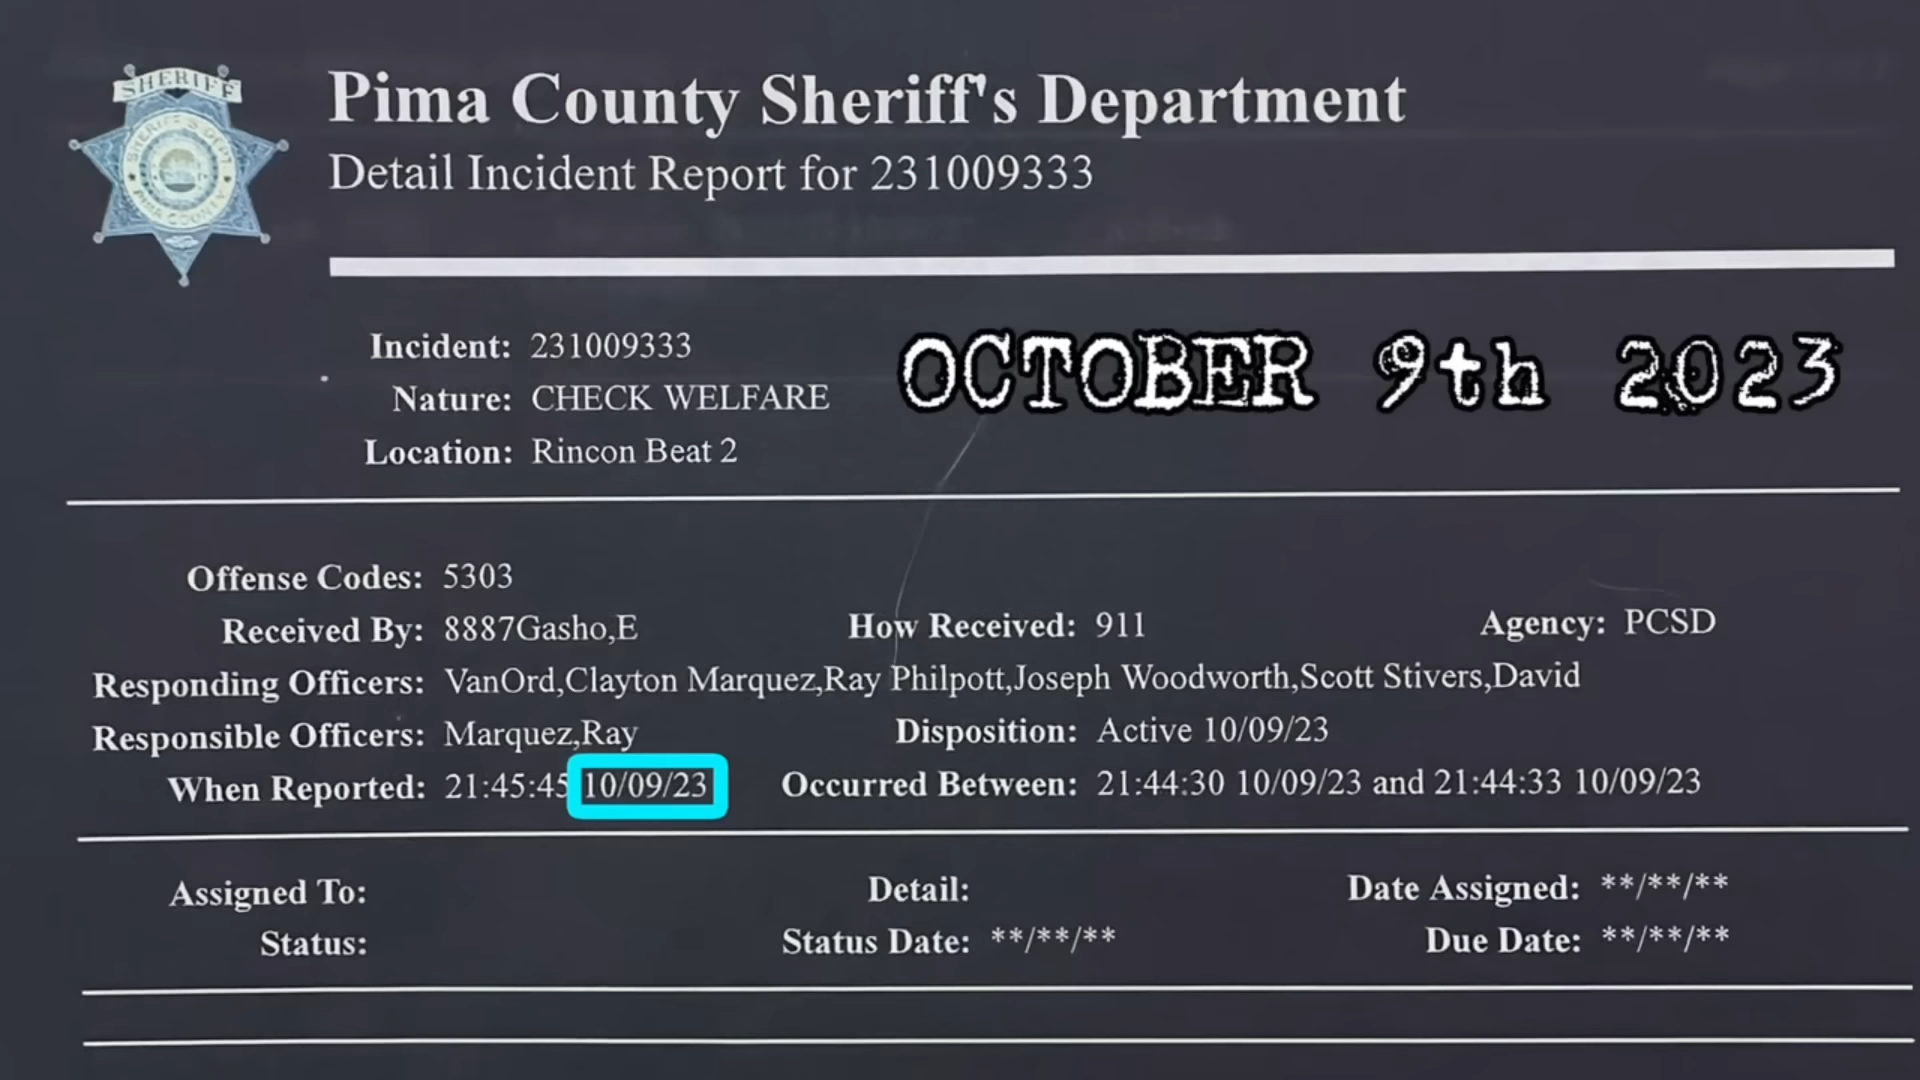 SHERIFF
SHERIFF'S DEPT
PIMA COUNTY
Pima County Sheriff's Department
Detail Incident Report for 231009333
Incident: 231009333
OCTOBER 9th 2023
Nature: CHECK WELFARE
Location: Rincon Beat 2
Offense Codes: 5303
Received By: 8887Gasho,E How Received: 911 Agency: PCSD
Responding Officers: VanOrd,Clayton Marquez,Ray Philpott,Joseph Woodworth,Scott Stivers,David
Responsible Officers: Marquez,Ray Disposition: Active 10/09/23
When Reported: 21:45:45 10/09/23 Occurred Between: 21:44:30 10/09/23 and 21:44:33 10/09/23
Assigned To: Detail: Date Assigned: **/**/**
Status: Status Date: **/**/** Due Date: **/**/**